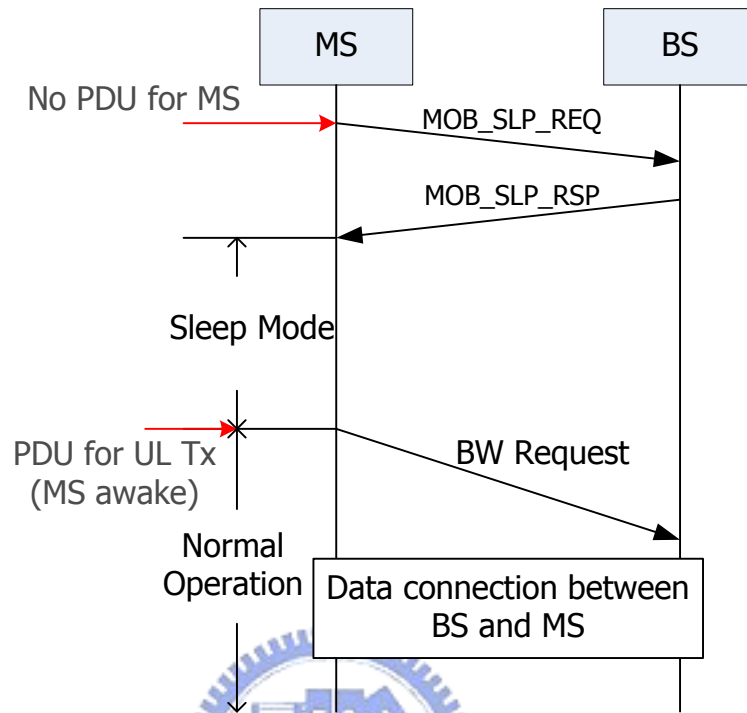 MS
BS
No PDU for MS
MOB_SLP_REQ
MOB_SLP_RSP
Sleep Mode
PDU for UL Tx
(MS awake)
BW Request
Normal
Operation
Data connection between
BS and MS